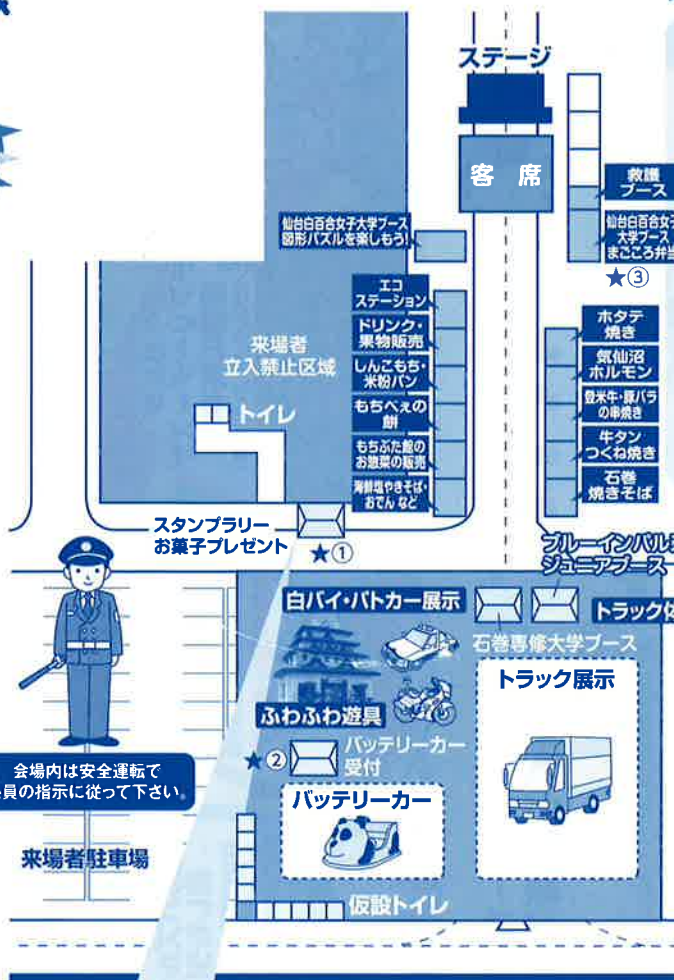 ステージ
客席
救護
ブース
仙台白百合女子大学ブース
図形パズルを楽しもう!
仙台白百合女子
大学ブース
まごころ弁当
★③
エコ
ステーション
ドリンク・
果物販売
しんこもち・
米粉パン
もちべぇの
餅
もちぶた館の
お惣菜の販売
海鮮塩やきそば・
おでん など
来場者
立入禁止区域
トイレ
ホタテ
焼き
気仙沼
ホルモン
登米牛・豚バラ
の串焼き
牛タン
つくね焼き
石巻
焼きそば
スタンプラリー
お菓子プレゼント
★①
ブルーインパルス
ジュニアブース
白バイ・パトカー展示
トラック体
石巻専修大学ブース
トラック展示
ふわふわ遊具
★②
バッテリーカー
受付
バッテリーカー
会場内は安全運転で
員の指示に従って下さい。
来場者駐車場
仮設トイレ